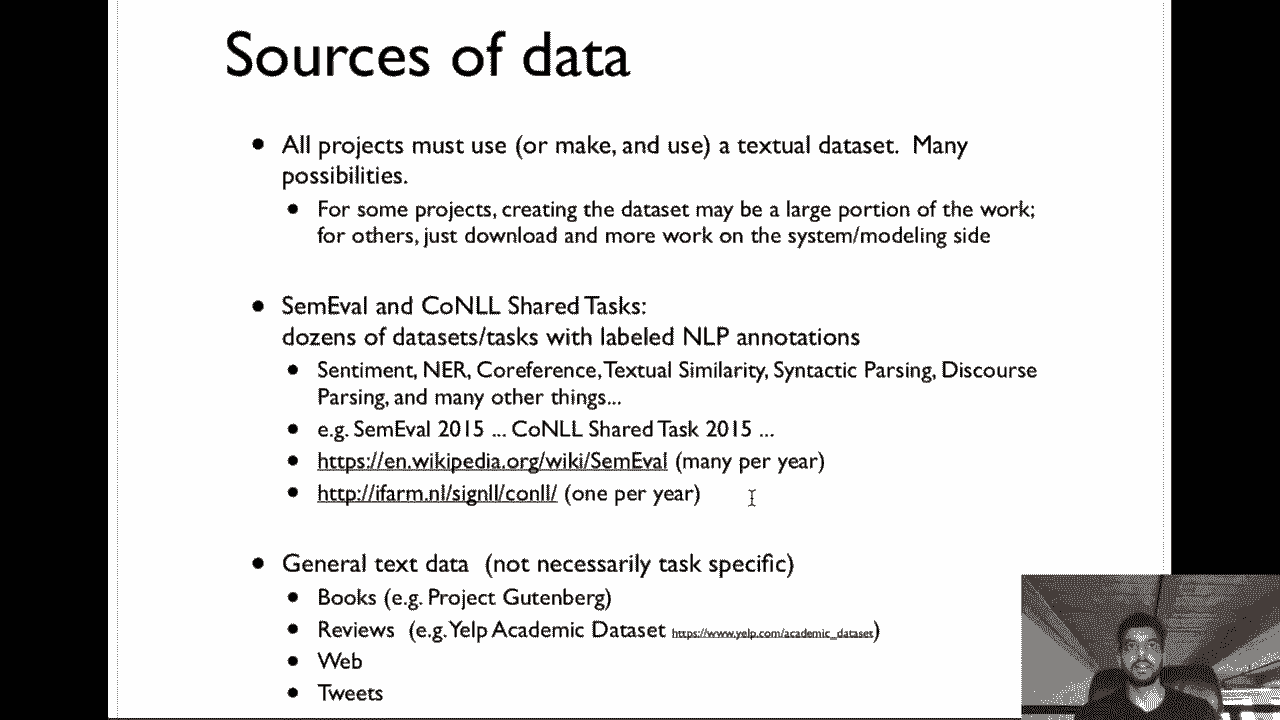 Sources of data
• All projects must use (or make, and use) a textual dataset. Many
possibilities.
• For some projects, creating the dataset may be a large portion of the work;
for others, just download and more work on the system/modeling side
• SemEval and CoNLL Shared Tasks:
dozens of datasets/tasks with labeled NLP annotations
• Sentiment, NER, Coreference, Textual Similarity, Syntactic Parsing, Discourse
Parsing, and many other things...
• e.g. SemEval 2015 ... CoNLL Shared Task 2015 ...
• https://en.wikipedia.org/wiki/SemEval (many per year)
• http://ifarm.nl/signll/conll/ (one per year)
• General text data (not necessarily task specific)
• Books (e.g. Project Gutenberg)
• Reviews (e.g. Yelp Academic Dataset https://www.yelp.com/academic_dataset)
• Web
• Tweets